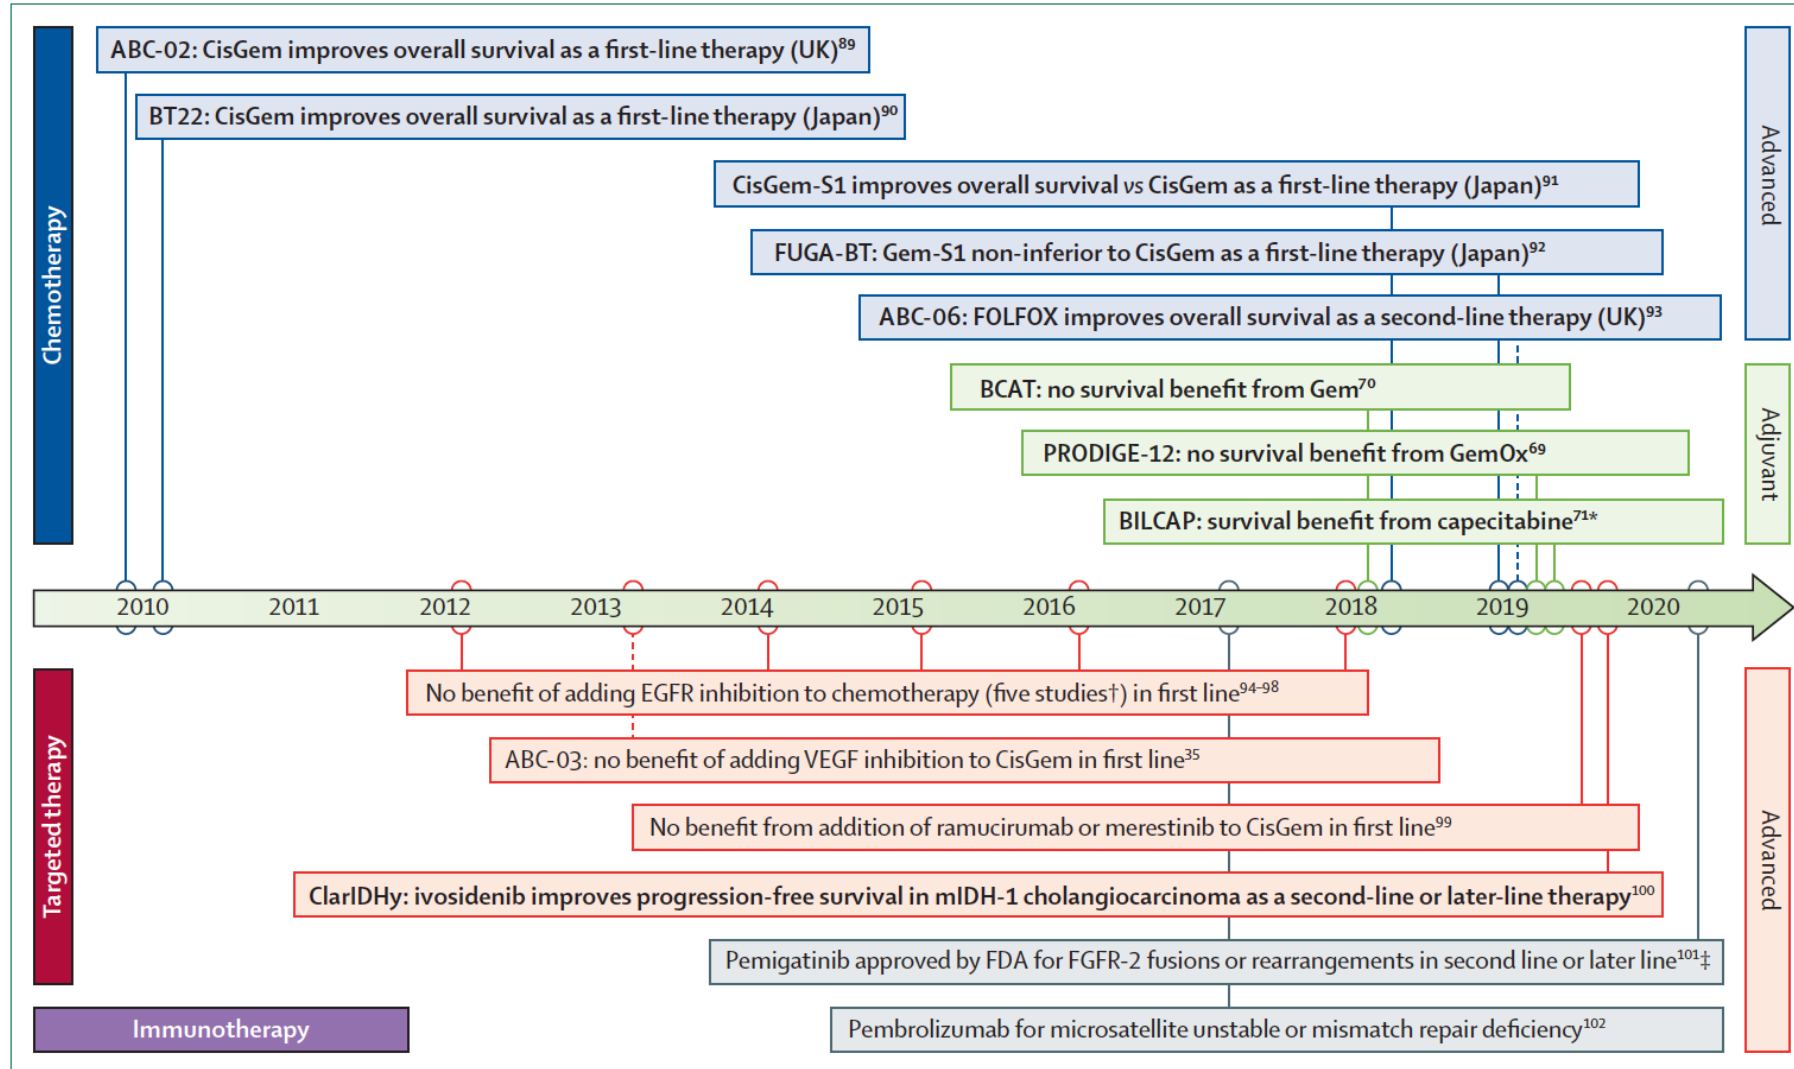 Chemotherapy
ABC-02: CisGem improves overall survival as a first-line therapy (UK)⁸⁹
BT22: CisGem improves overall survival as a first-line therapy (Japan)⁹⁰
CisGem-S1 improves overall survival vs CisGem as a first-line therapy (Japan)⁹¹
FUGA-BT: Gem-S1 non-inferior to CisGem as a first-line therapy (Japan)⁹²
ABC-06: FOLFOX improves overall survival as a second-line therapy (UK)⁹³
Advanced
BCAT: no survival benefit from Gem⁷⁰
PRODIGE-12: no survival benefit from GemOx⁶⁹
BILCAP: survival benefit from capecitabine⁷¹*
Adjuvant
2010 2011 2012 2013 2014 2015 2016 2017 2018 2019 2020
Targeted therapy
No benefit of adding EGFR inhibition to chemotherapy (five studies†) in first line⁹⁴⁻⁹⁸
ABC-03: no benefit of adding VEGF inhibition to CisGem in first line³⁵
No benefit from addition of ramucirumab or merestinib to CisGem in first line⁹⁹
ClarIDHy: ivosidenib improves progression-free survival in mIDH-1 cholangiocarcinoma as a second-line or later-line therapy¹⁰⁰
Pemigatinib approved by FDA for FGFR-2 fusions or rearrangements in second line or later line¹⁰¹‡
Advanced
Immunotherapy
Pembrolizumab for microsatellite unstable or mismatch repair deficiency¹⁰²